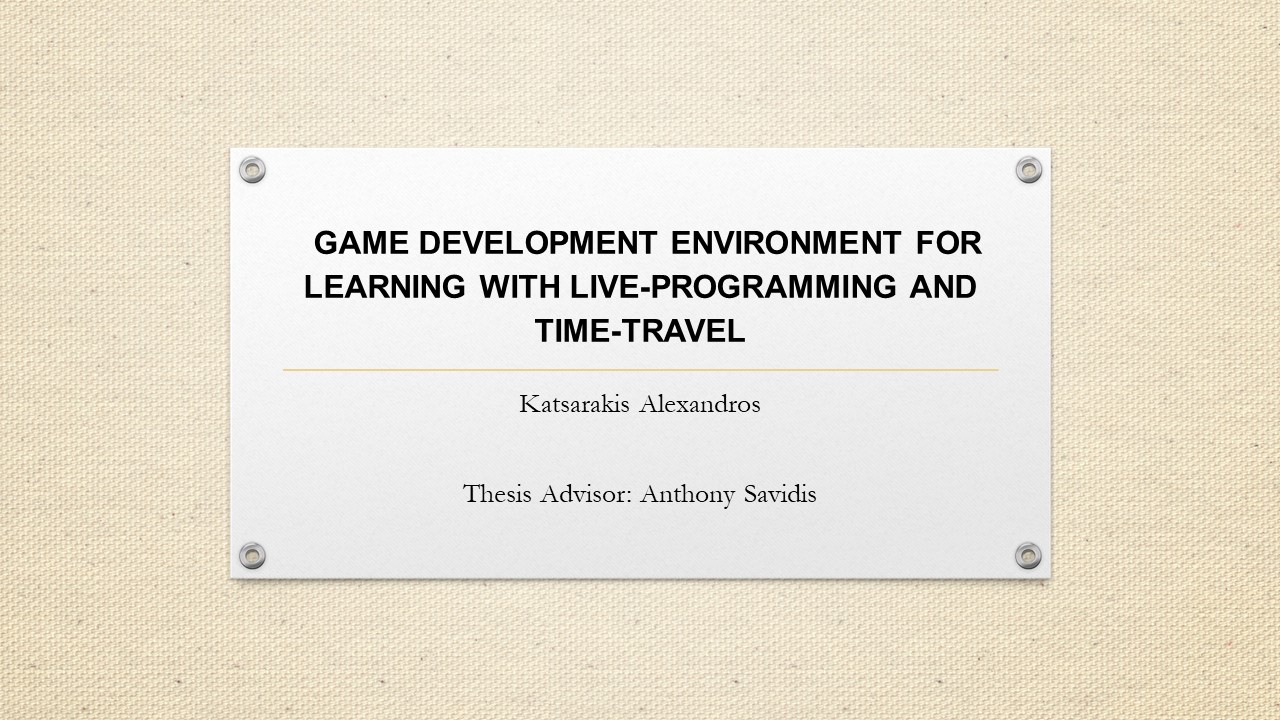 GAME DEVELOPMENT ENVIRONMENT FOR
LEARNING WITH LIVE-PROGRAMMING AND
TIME-TRAVEL
Katsarakis Alexandros
Thesis Advisor: Anthony Savidis